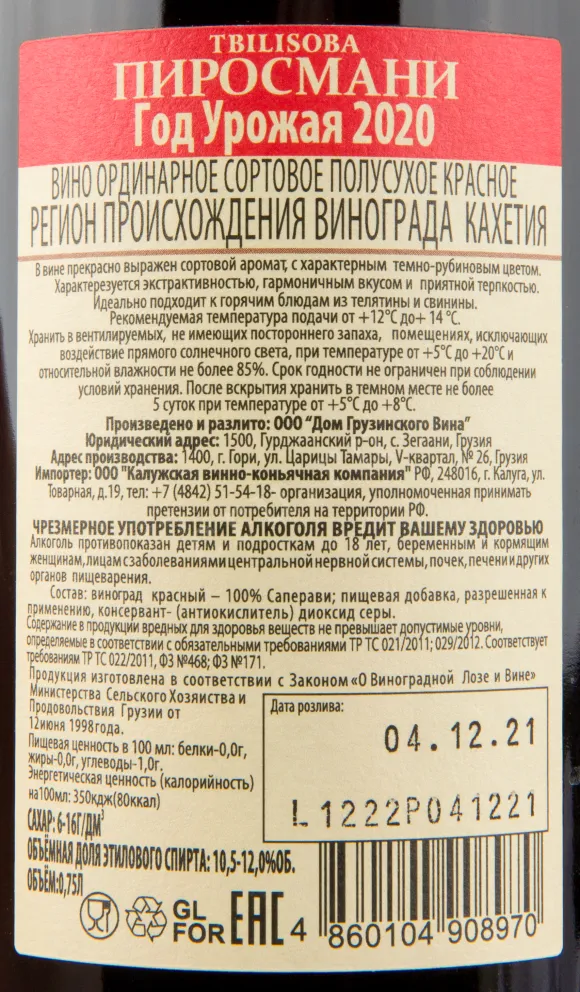 TBILISOBA
ПИРОСМАНИ
Год Урожая 2020
ВИНО ОРДИНАРНОЕ СОРТОВОЕ ПОЛУСУХОЕ КРАСНОЕ
РЕГИОН ПРОИСХОЖДЕНИЯ ВИНОГРАДА КАХЕТИЯ
В вине прекрасно выражен сортовой аромат, с характерным темно-рубиновым цветом.
Характерезуется экстрактивностью, гармоничным вкусом и приятной терпкостью.
Идеально подходит к горячим блюдам из телятины и свинины.
Рекомендуемая температура подачи от +12°C до+ 14 °C.
Хранить в вентилируемых, не имеющих постороннего запаха, помещениях, исключающих
воздействие прямого солнечного света, при температуре от +5°C до +20°C и
относительной влажности не более 85%. Срок годности не ограничен при соблюдении
условий хранения. После вскрытия хранить в темном месте не более
5 суток при температуре от +5°C до +8°C.
Произведено и разлито: ООО "Дом Грузинского Вина"
Юридический адрес: 1500, Гурджаанский р-он, с. Зегаани, Грузия
Адрес производства: 1400, г. Гори, ул. Царицы Тамары, V-квартал, № 26, Грузия
Импортер: ООО "Калужская винно-коньячная компания" РФ, 248016, г. Калуга, ул.
Товарная, д.19, тел: +7 (4842) 51-54-18- организация, уполномоченная принимать
претензии от потребителя на территории РФ.
ЧРЕЗМЕРНОЕ УПОТРЕБЛЕНИЕ АЛКОГОЛЯ ВРЕДИТ ВАШЕМУ ЗДОРОВЬЮ
Алкоголь противопоказан детям и подросткам до 18 лет, беременным и кормящим
женщинам, лицам с заболеваниями центральной нервной системы, почек, печени и других
органов пищеварения.
Состав: виноград красный – 100% Саперави; пищевая добавка, разрешенная к
применению, консервант- (антиокислитель) диоксид серы.
Содержание в продукции вредных для здоровья веществ не превышает допустимые уровни,
определяемые в соответствии с обязательными требованиями ТР ТС 021/2011; 029/2012. Соответствует
требованиям ТР ТС 022/2011, ФЗ №468; ФЗ №171.
Продукция изготовлена в соответствии с Законом «О Виноградной Лозе и Вине»
Министерства Сельского Хозяиства и
Продовольствия Грузии от
12июня 1998года.
Пищевая ценность в 100 мл: белки-0,0г,
жиры-0,0г, углеводы-1,0г.
Энергетическая ценность (калорийность)
на100мл: 350кдж(80ккал)
САХАР: 6-16Г/ДМ³
ОБЪЁМНАЯ ДОЛЯ ЭТИЛОВОГО СПИРТА: 10,5-12,0%ОБ.
ОБЪЁМ:0,75Л
Дата розлива:
04.12.21
L1222P041221
GL
FOR
EAC
4 860104 908970